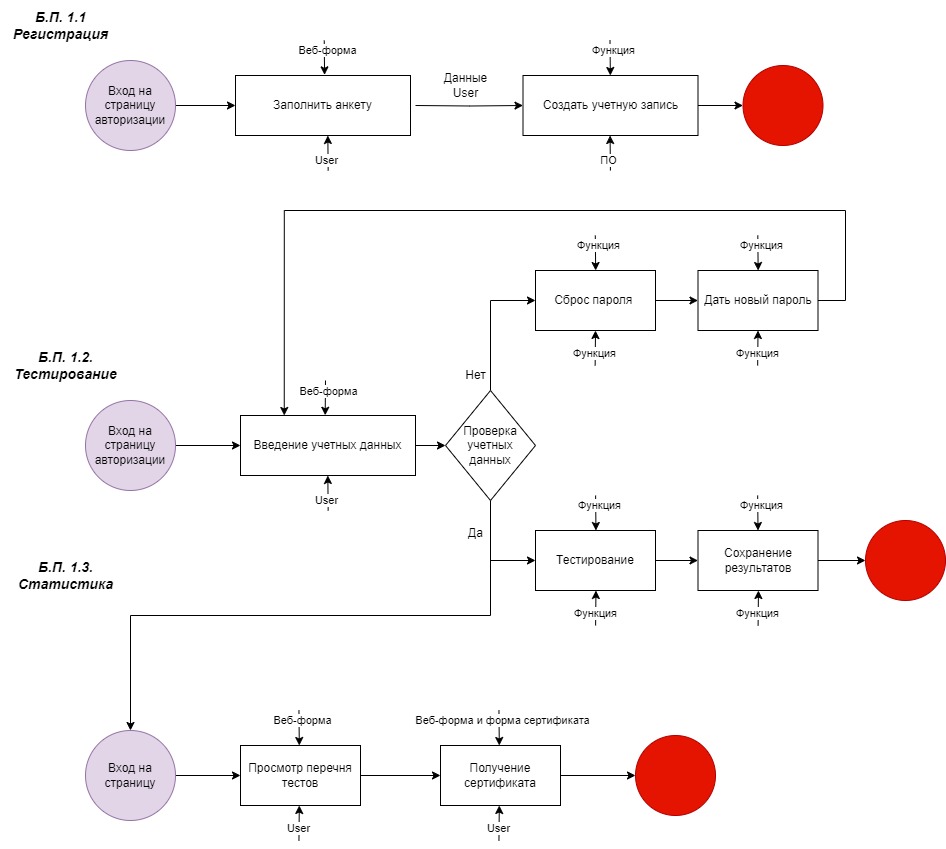 Б.П. 1.1
Регистрация
Веб-форма
Функция
Вход на
страницу
авторизации
Заполнить анкету
Данные
User
Создать учетную запись
User
ПО
Функция
Функция
Сброс пароля
Дать новый пароль
Функция
Функция
Б.П. 1.2.
Тестирование
Нет
Веб-форма
Вход на
страницу
авторизации
Введение учетных данных
Проверка
учетных
данных
User
Да
Функция
Функция
Тестирование
Сохранение
результатов
Функция
Функция
Б.П. 1.3.
Статистика
Веб-форма
Веб-форма и форма сертификата
Вход на
страницу
Просмотр перечня
тестов
Получение
сертификата
User
User